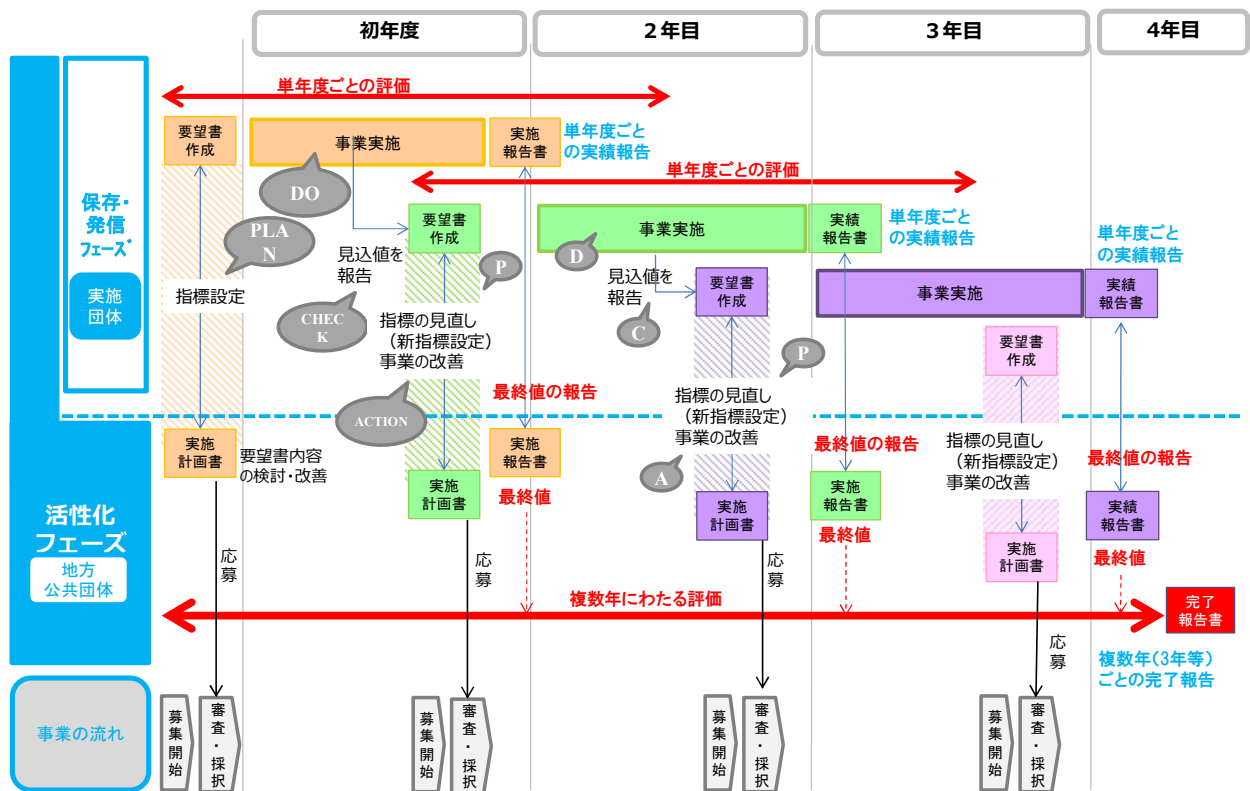 初年度
２年目
３年目
4年目
保存・
発信
フェーズ
実施
団体
単年度ごとの評価
要望書
作成
事業実施
実施
報告書
単年度ごと
の実績報告
DO
PLA
N
指標設定
単年度ごとの評価
要望書
作成
見込値を
報告
P
CHEC
K
指標の見直し
（新指標設定）
事業の改善
ACTION
最終値の報告
事業実施
D
実績
報告書
単年度ごと
の実績報告
見込値を
報告
C
要望書
作成
P
指標の見直し
（新指標設定）
事業の改善
A
事業実施
単年度ごと
の実績報告
実績
報告書
要望書
作成
最終値の報告
指標の見直し
（新指標設定）
事業の改善
最終値の報告
活性化
フェーズ
地方
公共団体
実施
計画書
要望書内容
の検討・改善
実施
計画書
実施
報告書
最終値
実施
計画書
実施
報告書
最終値
実施
計画書
実績
報告書
最終値
応募
応募
応募
応募
複数年にわたる評価
完了
報告書
複数年（3年等）
ごとの完了報告
事業の流れ
募集開始
審査・採択
募集開始
審査・採択
募集開始
審査・採択
募集開始
審査・採択